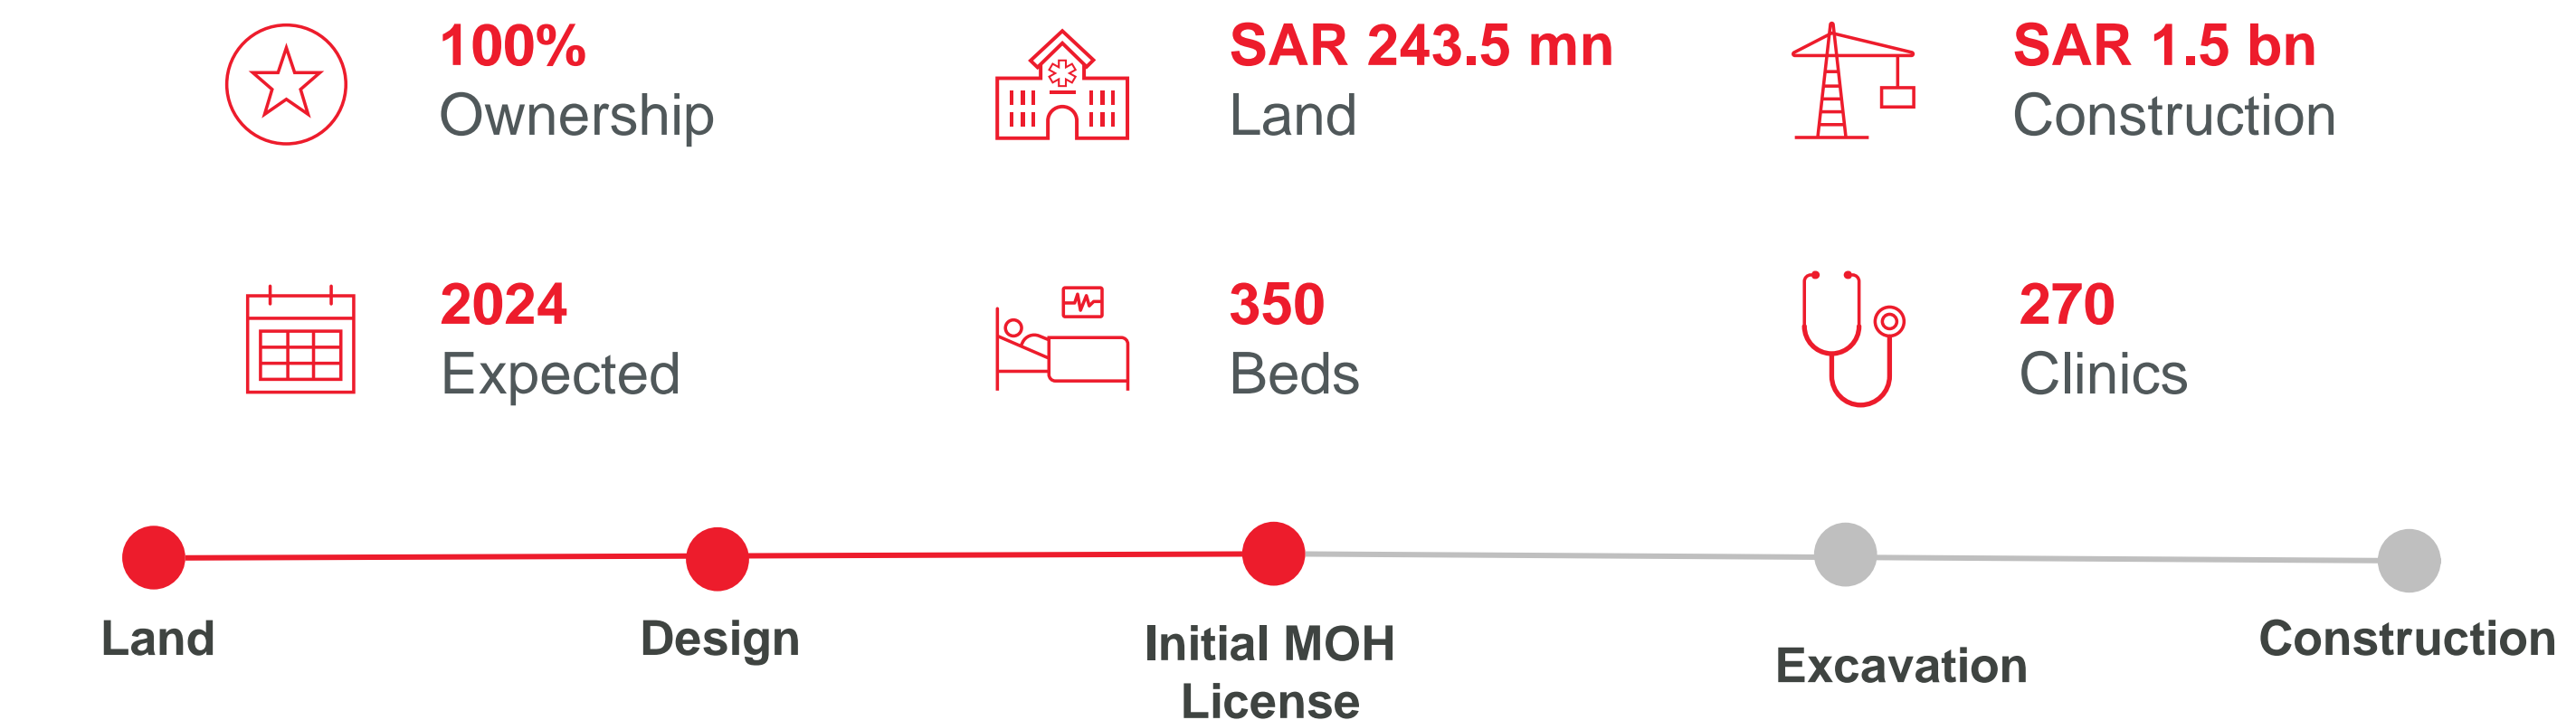 100%
Ownership
SAR 243.5 mn
Land
SAR 1.5 bn
Construction
2024
Expected
350
Beds
270
Clinics
Land
Design
Initial MOH
License
Excavation
Construction